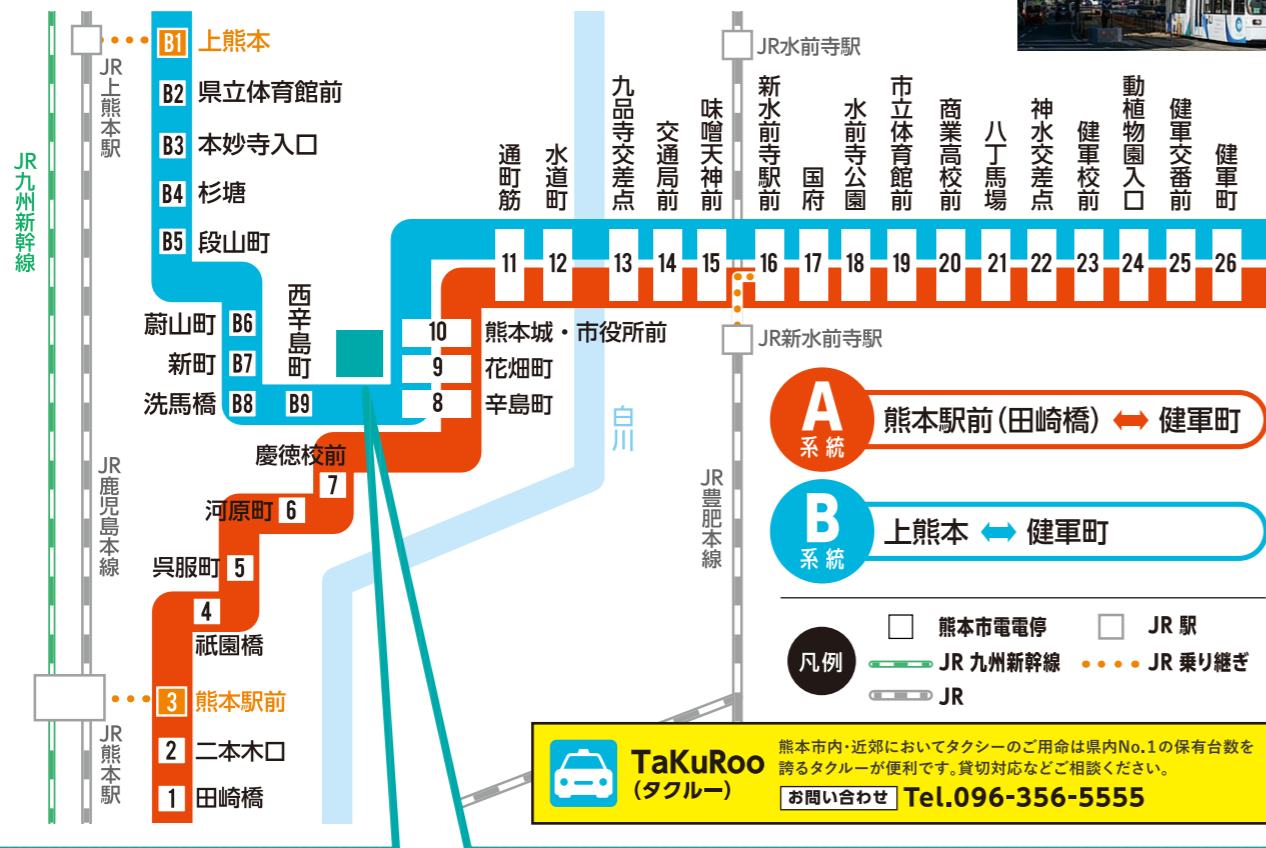 B1 上熊本
JR上熊本駅
B2 県立体育館前
B3 本妙寺入口
B4 杉塘
B5 段山町
JR九州新幹線
蔚山町 B6
新町 B7
洗馬橋 B8
B9 西辛島町
10 熊本城・市役所前
9 花畑町
8 辛島町
慶徳校前
7
河原町 6
呉服町 5
4
祇園橋
3 熊本駅前
2 二本木口
1 田崎橋
JR鹿児島本線
JR熊本駅
通町筋 11
水道町 12
九品寺交差点 13
交通局前 14
味噌天神前 15
新水前寺駅前 16
国府 17
水前寺公園 18
市立体育館前 19
商業高校前 20
八丁馬場 21
神水交差点 22
健軍校前 23
動植物園入口 24
健軍交番前 25
健軍町 26
JR水前寺駅
JR新水前寺駅
白川
JR豊肥本線
A系統
熊本駅前(田崎橋) ⇔ 健軍町
B系統
上熊本 ⇔ 健軍町
凡例
熊本市電電停
JR 駅
JR 九州新幹線
JR 乗り継ぎ
JR
TaKuRoo
(タクルー)
熊本市内・近郊においてタクシーのご用命は県内No.1の保有台数を
誇るタクルーが便利です。貸切対応などご相談ください。
お問い合わせ Tel.096-356-5555